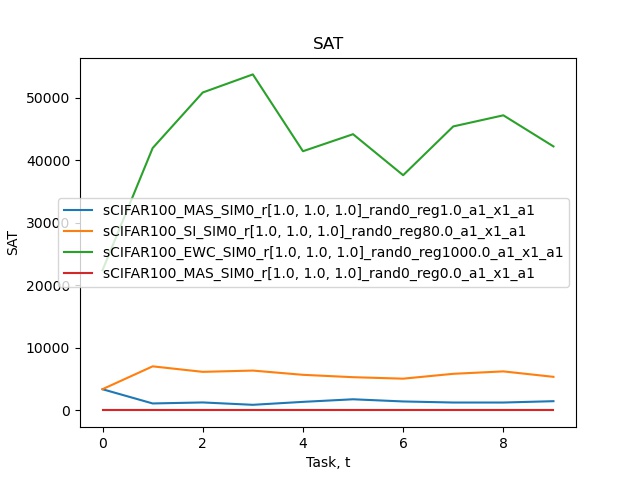 SAT
50000
40000
30000
20000
10000
0
SAT
sCIFAR100_MAS_SIM0_r[1.0, 1.0, 1.0]_rand0_reg1.0_a1_x1_a1
sCIFAR100_SI_SIM0_r[1.0, 1.0, 1.0]_rand0_reg80.0_a1_x1_a1
sCIFAR100_EWC_SIM0_r[1.0, 1.0, 1.0]_rand0_reg1000.0_a1_x1_a1
sCIFAR100_MAS_SIM0_r[1.0, 1.0, 1.0]_rand0_reg0.0_a1_x1_a1
0 2 4 6 8
Task, t